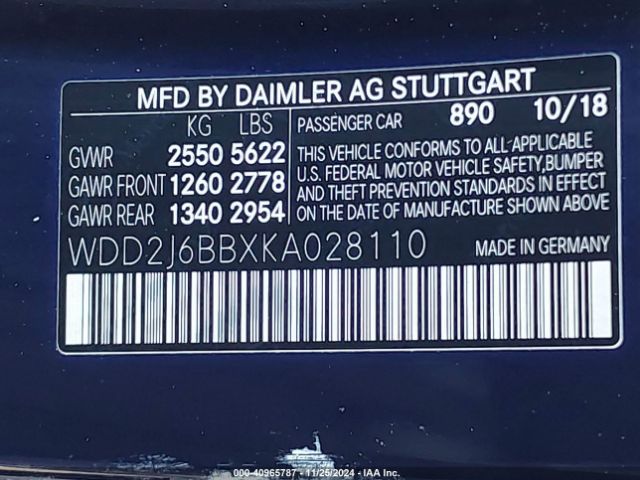 MFD BY DAIMLER AG STUTTGART
KG LBS
GVWR 2550 5622
GAWR FRONT 1260 2778
GAWR REAR 1340 2954
PASSENGER CAR 890 10/18
THIS VEHICLE CONFORMS TO ALL APPLICABLE
U.S. FEDERAL MOTOR VEHICLE SAFETY, BUMPER
AND THEFT PREVENTION STANDARDS IN EFFECT
ON THE DATE OF MANUFACTURE SHOWN ABOVE
WDD2J6BBXKA028110 MADE IN GERMANY
000-40965787 - 11/25/2024 - IAA Inc.